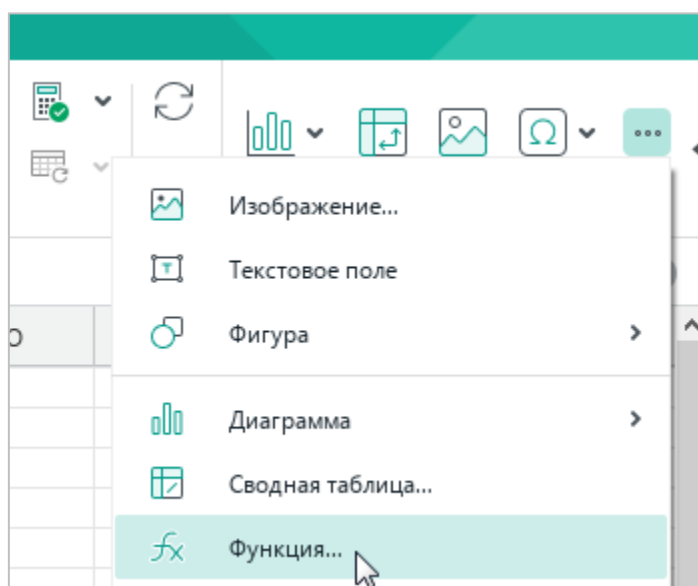 Изображение...
Текстовое поле
Фигура
Диаграмма
Сводная таблица...
Функция...